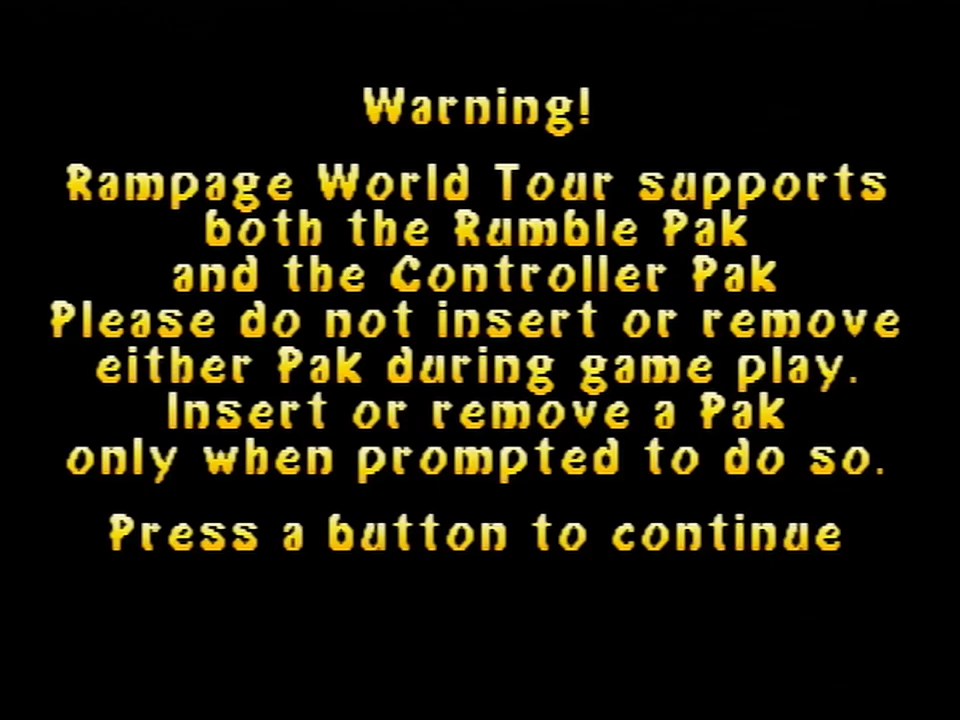 Warning!
Rampage World Tour supports
both the Rumble Pak
and the Controller Pak
Please do not insert or remove
either Pak during game play.
Insert or remove a Pak
only when prompted to do so.
Press a button to continue